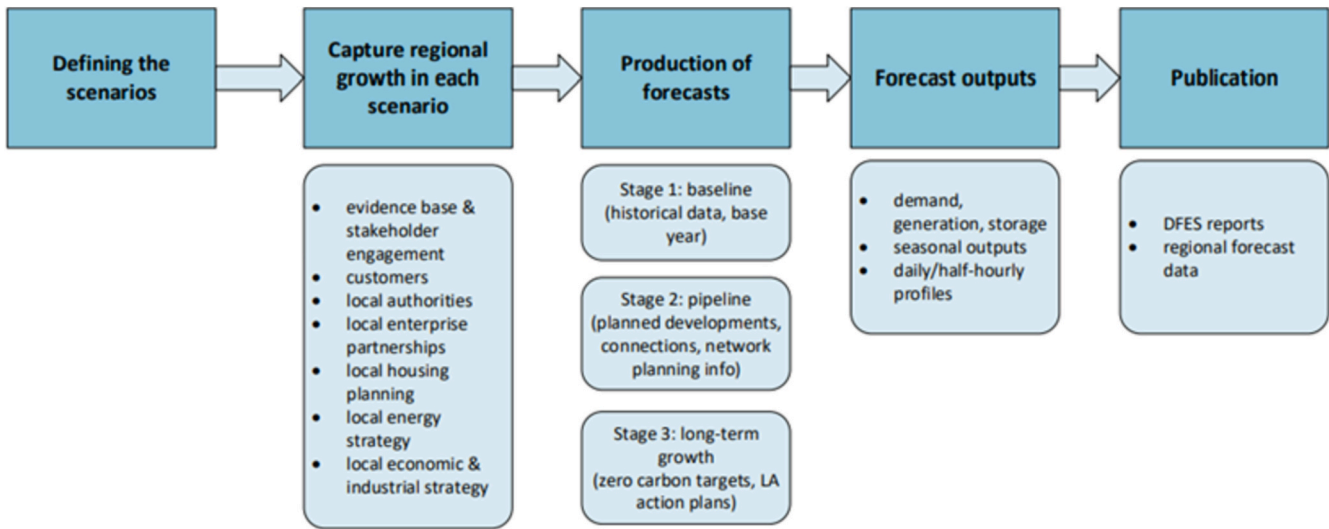 Defining the
scenarios
Capture regional
growth in each
scenario
Production of
forecasts
Forecast outputs
Publication
• evidence base &
stakeholder
engagement
• customers
• local authorities
• local enterprise
partnerships
• local housing
planning
• local energy
strategy
• local economic &
industrial strategy
Stage 1: baseline
(historical data, base
year)
Stage 2: pipeline
(planned developments,
connections, network
planning info)
Stage 3: long-term
growth
(zero carbon targets, LA
action plans)
• demand,
generation, storage
• seasonal outputs
• daily/half-hourly
profiles
• DFES reports
• regional forecast
data